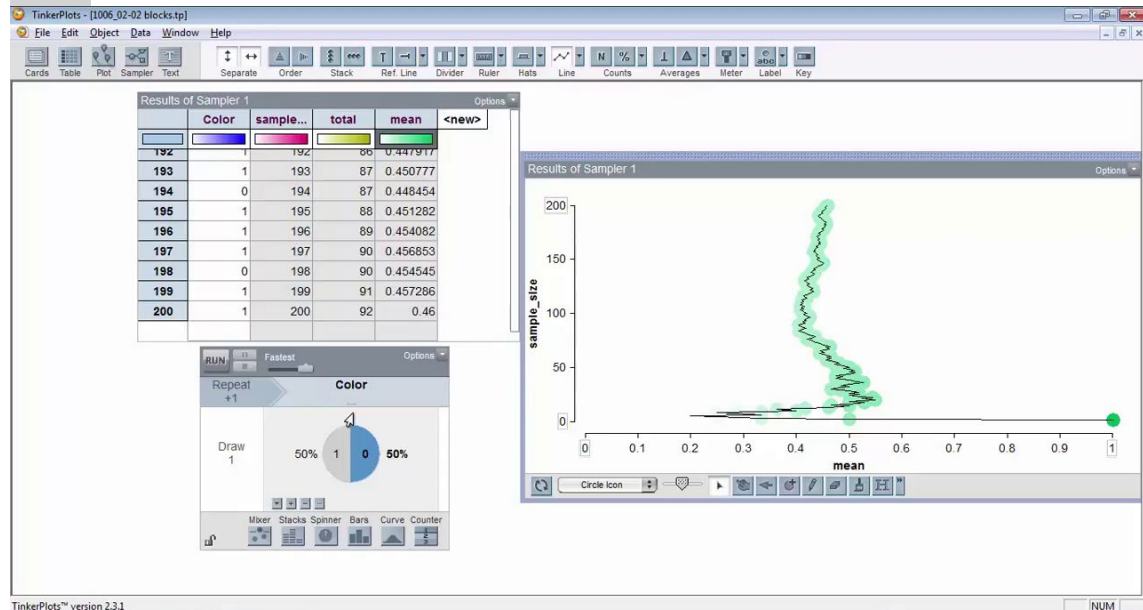 TinkerPlots - [1006_02-02 blocks.tp]
File Edit Object Data Window Help
Cards Table Plot Sampler Text Separate Order Stack Ref. Line Divider Ruler Hats Line Counts Averages Meter Label Key
Results of Sampler 1 Options
Color sample... total mean <new>
192 1 192 86 0.447917
193 1 193 87 0.450777
194 0 194 87 0.448454
195 1 195 88 0.451282
196 1 196 89 0.454082
197 1 197 90 0.456853
198 0 198 90 0.454545
199 1 199 91 0.457286
200 1 200 92 0.46
RUN Fastest Options
Repeat
+1
Color
Draw
1
50% 1 0 50%
Mixer Stacks Spinner Bars Curve Counter
Results of Sampler 1 Options
200
150
100
50
0
sample_size
0 0.1 0.2 0.3 0.4 0.5 0.6 0.7 0.8 0.9 1
mean
Circle Icon
TinkerPlots™ version 2.3.1 NUM